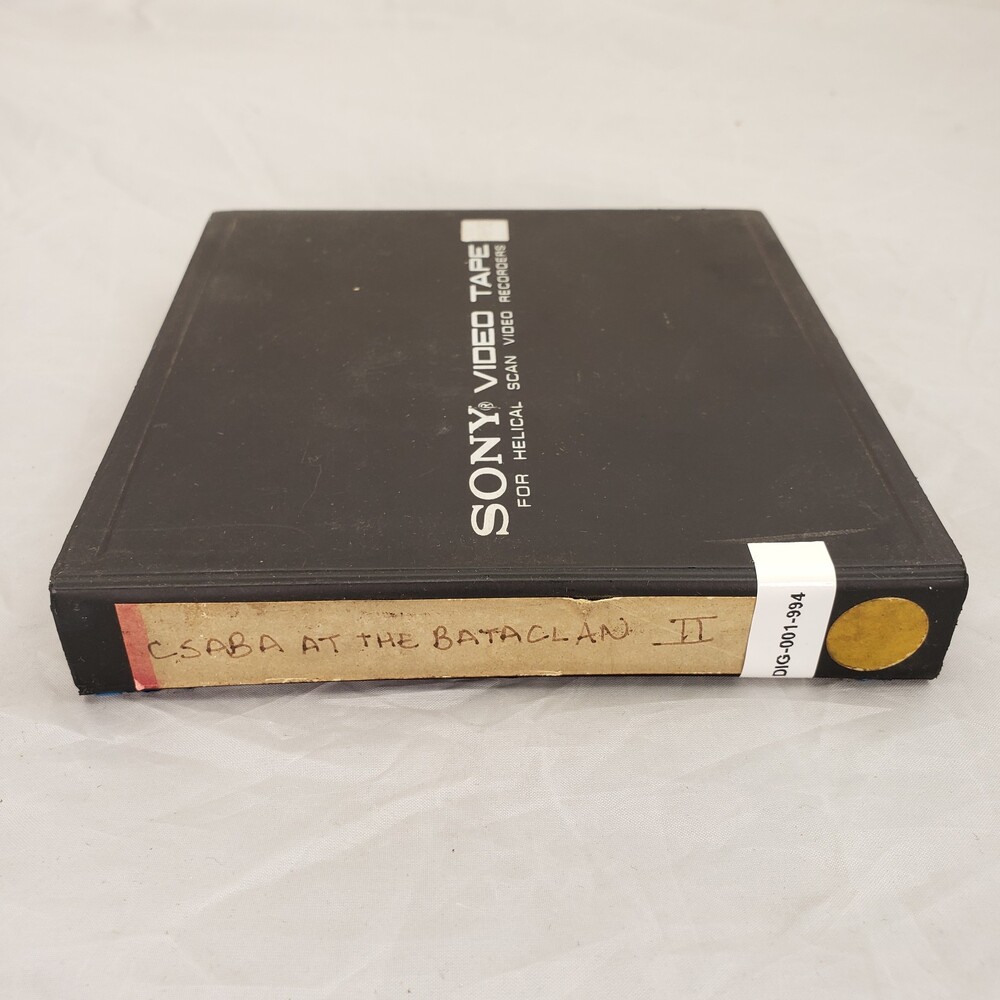 SONY® VIDEO TAPE
FOR HELICAL SCAN VIDEO RECORDERS
CSABA AT THE BATACLAN II
DIG-001-994